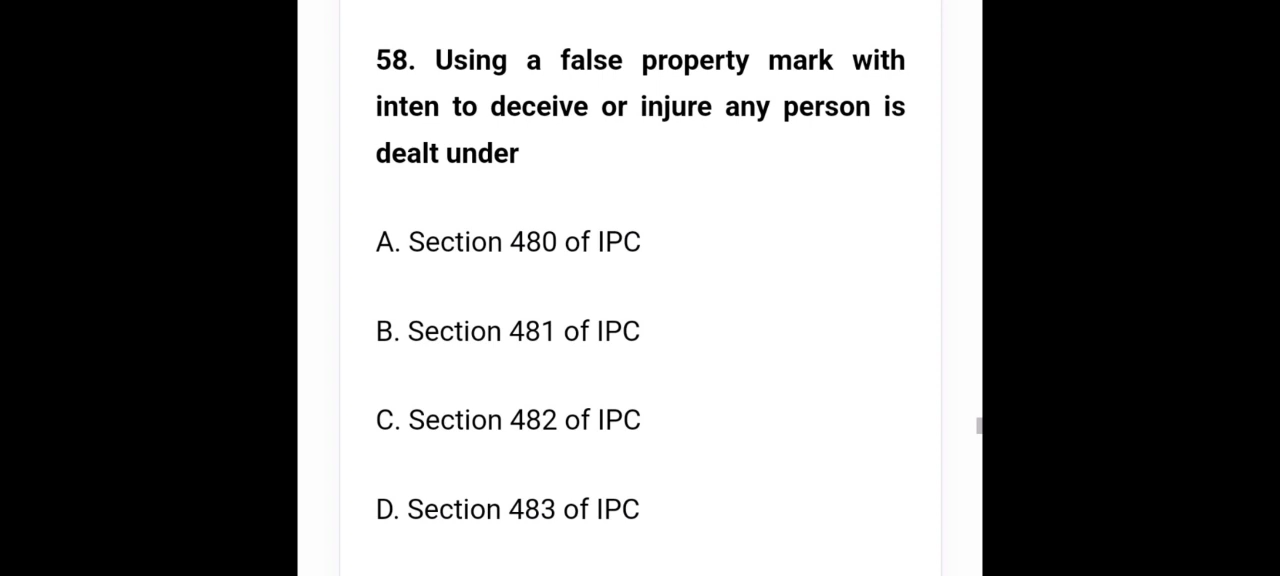 58. Using a false property mark with
inten to deceive or injure any person is
dealt under
A. Section 480 of IPC
B. Section 481 of IPC
C. Section 482 of IPC
D. Section 483 of IPC